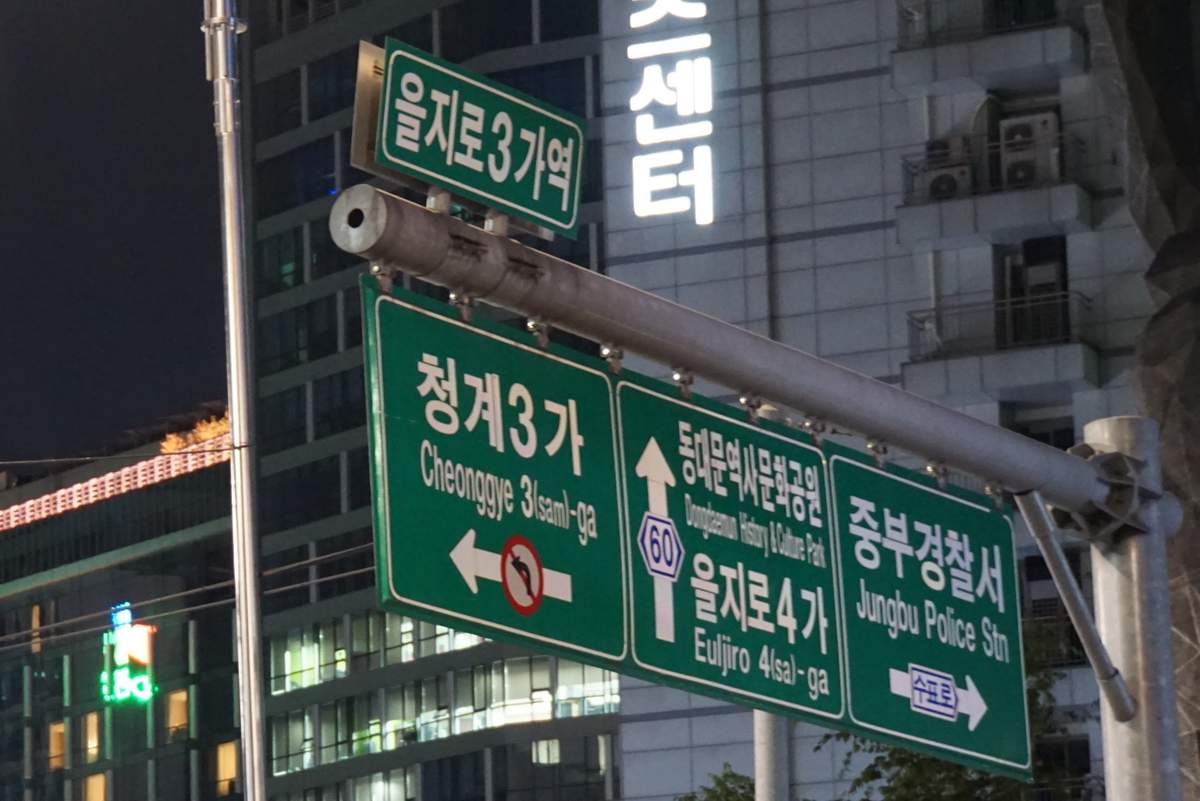 센터
을지로3가역
청계3가
Cheonggye 3(sam)-ga
동대문역사문화공원
Dongdaemun History & Culture Park
60
을지로4가
Euljiro 4(sa)-ga
중부경찰서
Jungbu Police Stn
수표로